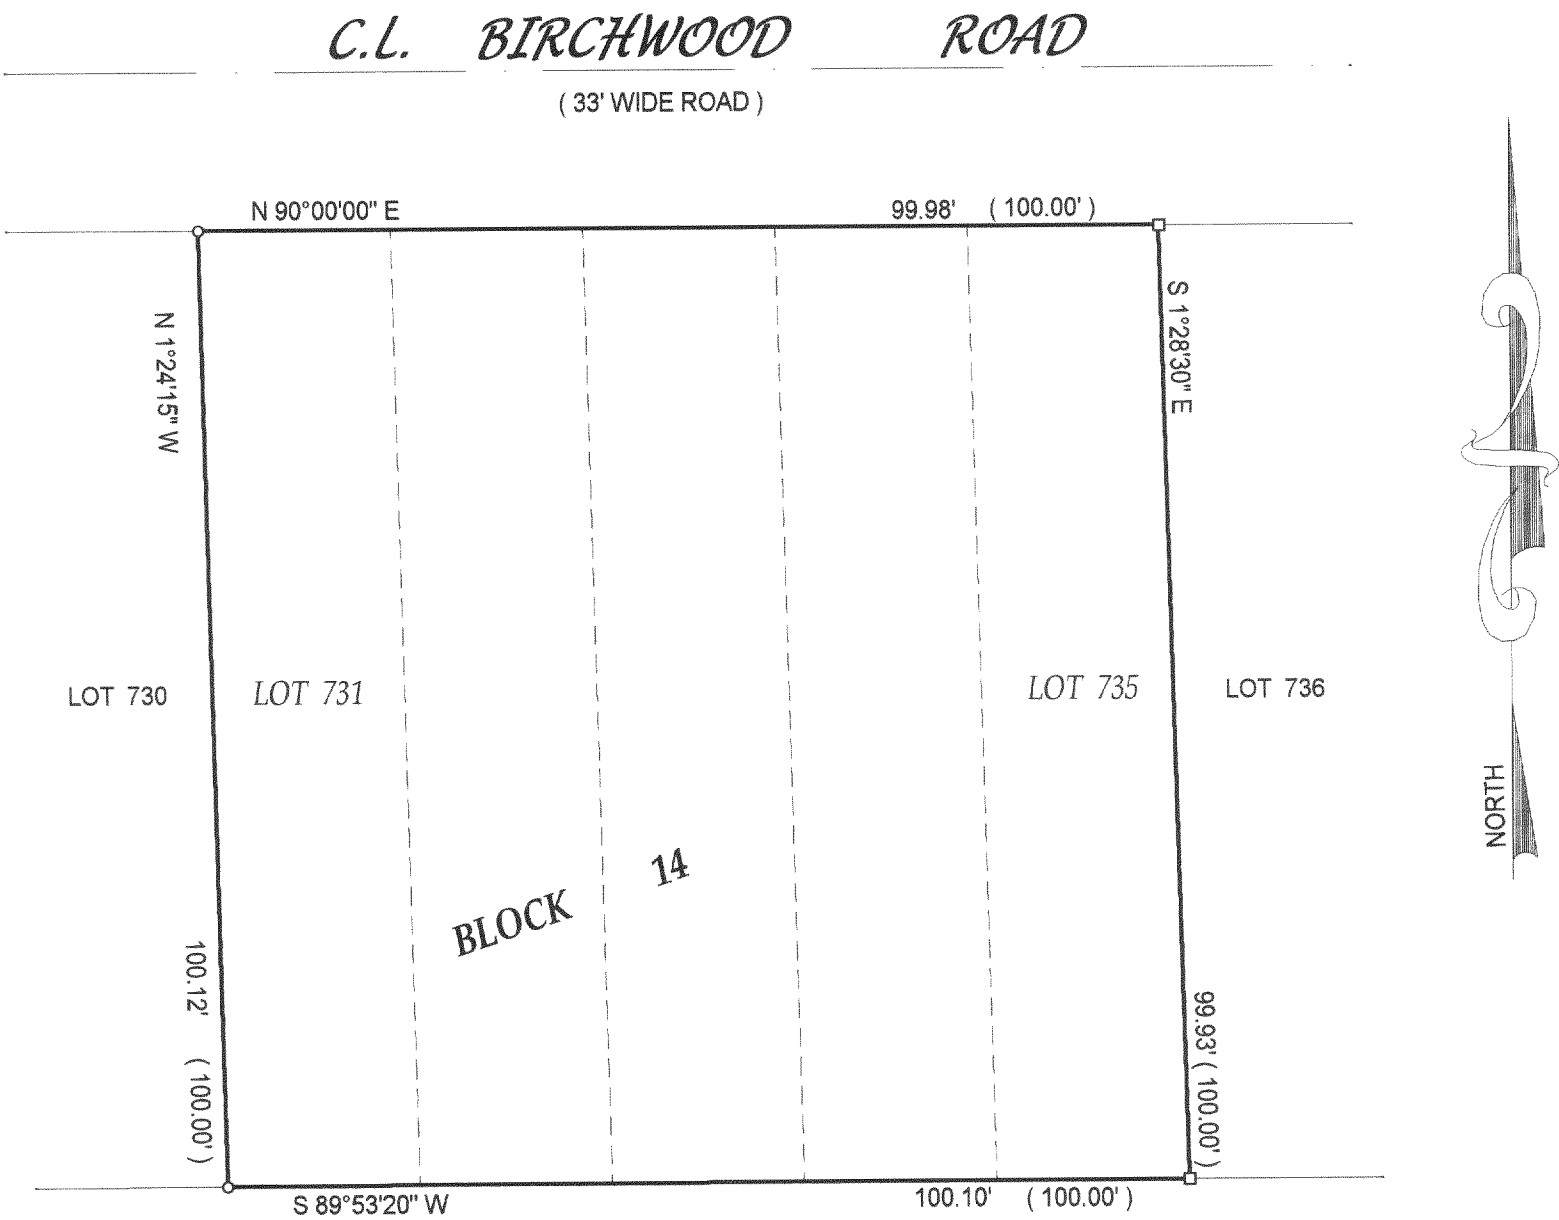 C.L. BIRCHWOOD ROAD
( 33' WIDE ROAD )
N 90°00'00" E 99.98' ( 100.00' )
N 1°24'15" W
S 1°28'30" E
LOT 730 LOT 731 LOT 735 LOT 736
NORTH
BLOCK 14
100.12' ( 100.00' )
99.93' ( 100.00' )
S 89°53'20" W 100.10' ( 100.00' )